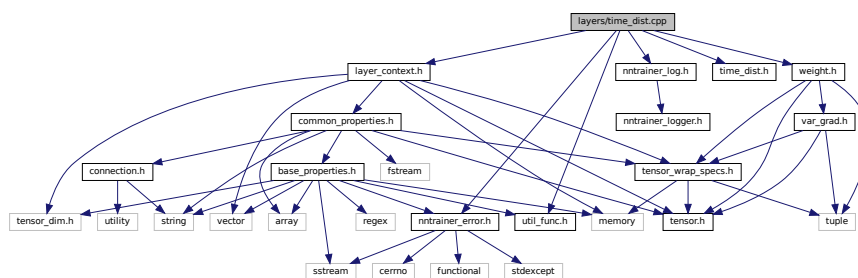 layers/time_dist.cpp
layer_context.h
nntrainer_log.h
time_dist.h
weight.h
common_properties.h
nntrainer_logger.h
var_grad.h
connection.h
base_properties.h
fstream
tensor_wrap_specs.h
tensor_dim.h
utility
string
vector
array
regex
nntrainer_error.h
util_func.h
memory
tensor.h
tuple
sstream
cerrno
functional
stdexcept